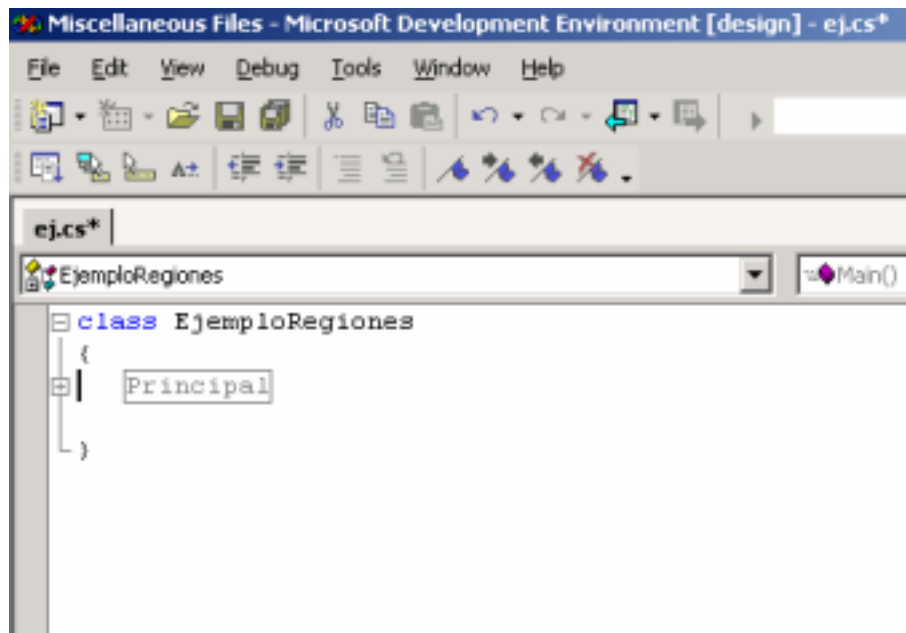 Miscellaneous Files - Microsoft Development Environment [design] - ej.cs*
File Edit View Debug Tools Window Help
ej.cs*
EjemploRegiones Main()
class EjemploRegiones
{
Principal
}